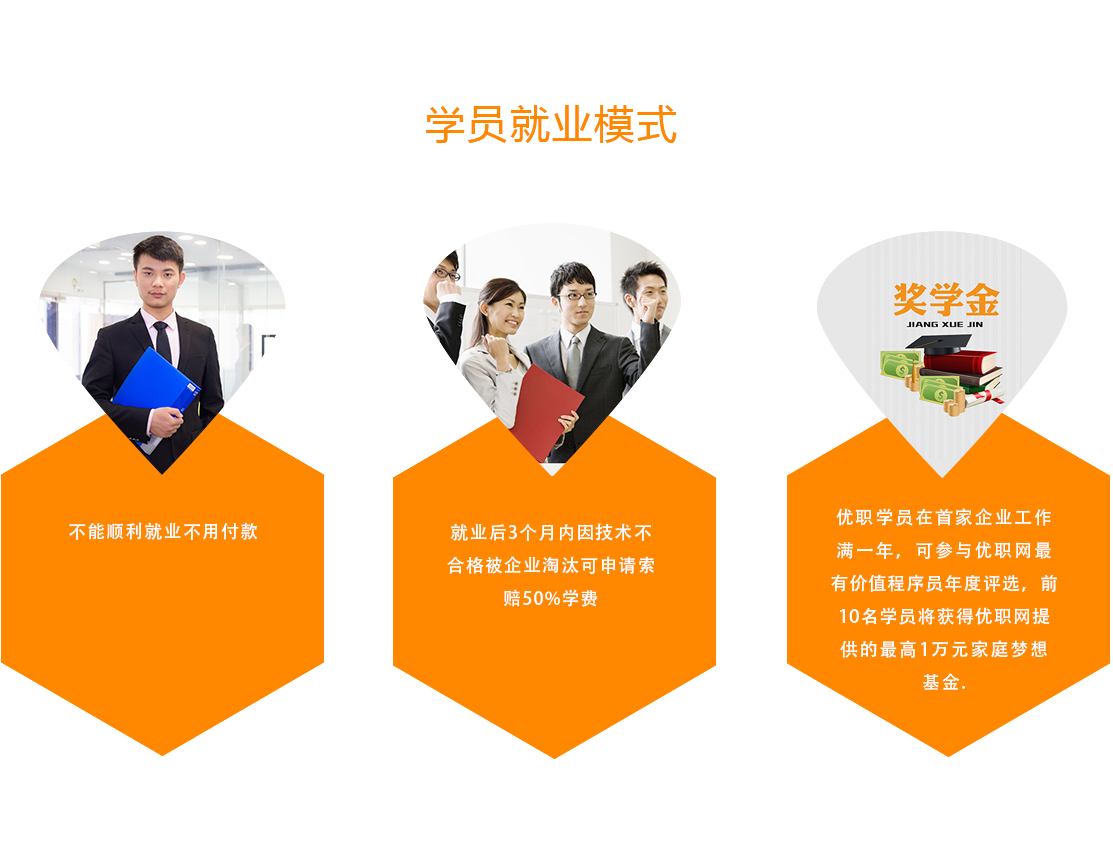 学员就业模式
奖学金
JIANG XUE JIN
不能顺利就业不用付款
就业后3个月内因技术不
合格被企业淘汰可申请索
赔50%学费
优职学员在首家企业工作
满一年，可参与优职网最
有价值程序员年度评选，前
10名学员将获得优职网提
供的最高1万元家庭梦想
基金.